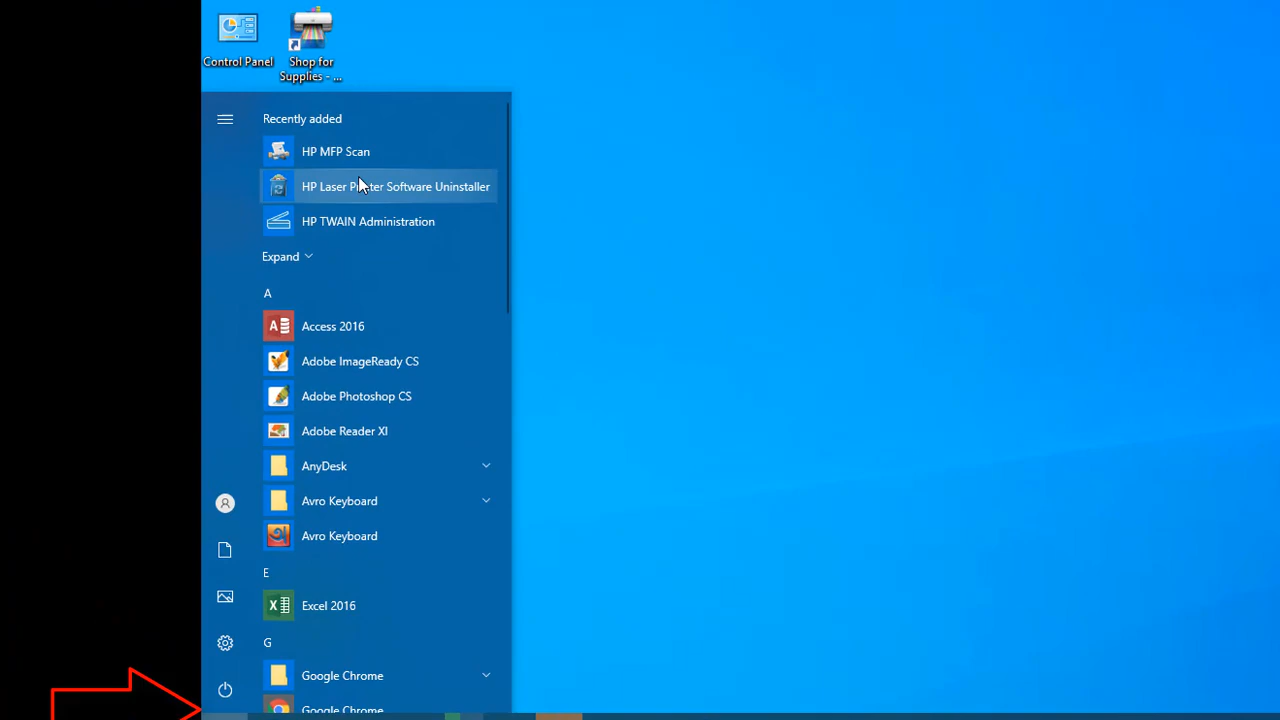 Control Panel
Shop for
Supplies - ...
Recently added
HP MFP Scan
HP Laser Printer Software Uninstaller
HP TWAIN Administration
Expand
A
Access 2016
Adobe ImageReady CS
Adobe Photoshop CS
Adobe Reader XI
AnyDesk
Avro Keyboard
Avro Keyboard
E
Excel 2016
G
Google Chrome
Google Chrome